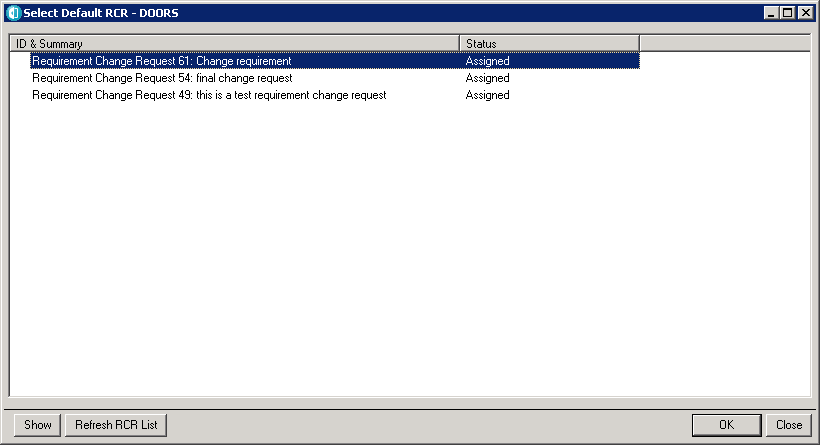 Select Default RCR - DOORS
ID & Summary Status
Requirement Change Request 61: Change requirement Assigned
Requirement Change Request 54: final change request Assigned
Requirement Change Request 49: this is a test requirement change request Assigned
Show Refresh RCR List OK Close